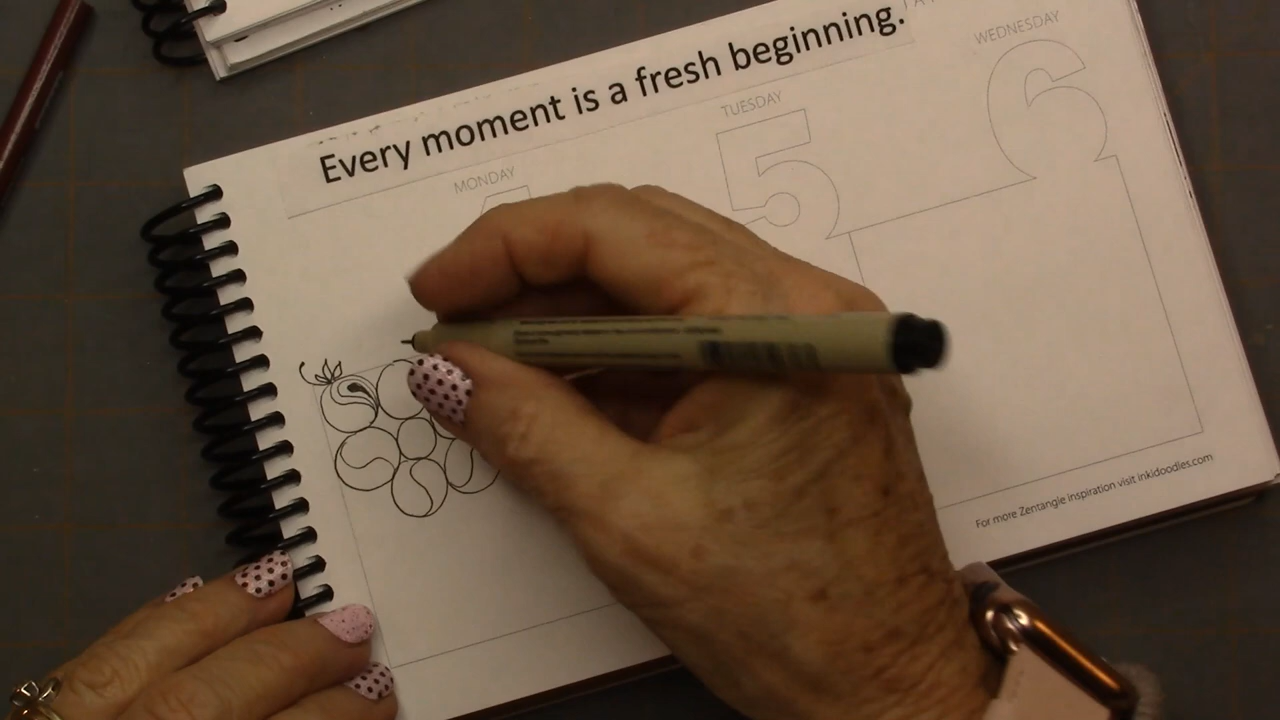 Every moment is a fresh beginning.
MONDAY
TUESDAY
5
WEDNESDAY
6
For more Zentangle inspiration visit inkidoodles.com